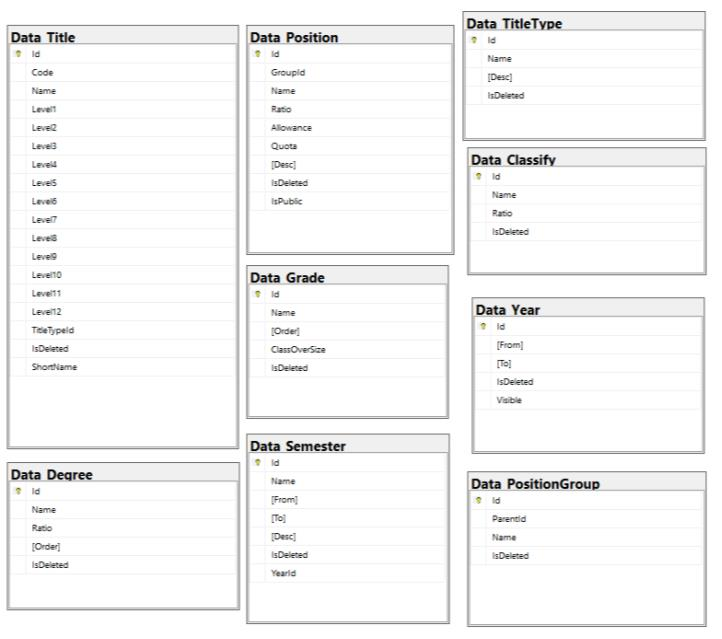 Data Title
Id
Code
Name
Level1
Level2
Level3
Level4
Level5
Level6
Level7
Level8
Level9
Level10
Level11
Level12
TitleTypeId
IsDeleted
ShortName
Data Degree
Id
Name
Ratio
[Order]
IsDeleted
Data Position
Id
GroupId
Name
Ratio
Allowance
Quota
[Desc]
IsDeleted
IsPublic
Data Grade
Id
Name
[Order]
ClassOverSize
IsDeleted
Data Semester
Id
Name
[From]
[To]
[Desc]
IsDeleted
YearId
Data TitleType
Id
Name
[Desc]
IsDeleted
Data Classify
Id
Name
Ratio
IsDeleted
Data Year
Id
[From]
[To]
IsDeleted
Visible
Data PositionGroup
Id
ParentId
Name
IsDeleted